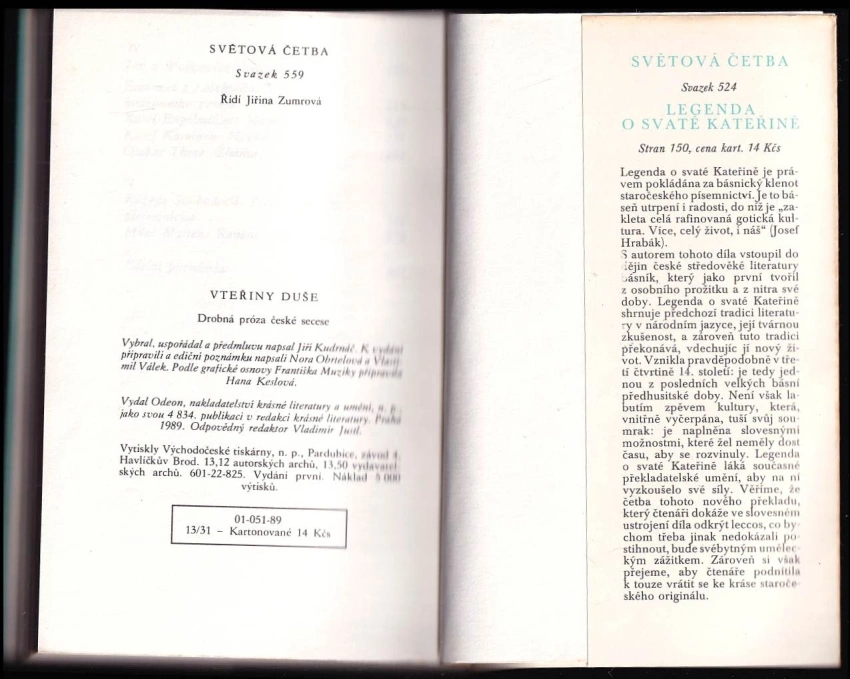 SVĚTOVÁ ČETBA
Svazek 559
Řídí Jiřina Zumrová
VTEŘINY DUŠE
Drobná próza české secese
Vybral, uspořádal a předmluvu napsal Jiří Kudrnáč. K vydání
připravili a ediční poznámku napsali Nora Obrtelová a Vlasti-
mil Válek. Podle grafické osnovy Františka Muziky připravila
Hana Keslová.
Vydal Odeon, nakladatelství krásné literatury a umění, n. p.,
jako svou 4 834. publikaci v redakci krásné literatury. Praha
1989. Odpovědný redaktor Vladimír Justl.
Vytiskly Východočeské tiskárny, n. p., Pardubice, závod 4,
Havlíčkův Brod. 13,12 autorských archů, 13,50 vydavatel-
ských archů. 601-22-825. Vydání první. Náklad 5 000
výtisků.
01-051-89
13/31 – Kartonované 14 Kčs
SVĚTOVÁ ČETBA
Svazek 524
LEGENDA
O SVATÉ KATEŘINĚ
Stran 150, cena kart. 14 Kčs
Legenda o svaté Kateřině je prá-
vem pokládána za básnický klenot
staročeského písemnictví. Je to bá-
seň utrpení i radosti, do níž je „za-
kleta celá rafinovaná gotická kul-
tura. Více, celý život, i náš“ (Josef
Hrabák).
S autorem tohoto díla vstoupil do
dějin české středověké literatury
básník, který jako první tvořil
z osobního prožitku a z nitra své
doby. Legenda o svaté Kateřině
shrnuje předchozí tradici literatu-
ry v národním jazyce, její tvárnou
zkušenost, a zároveň tuto tradici
překonává, vdechujíc jí nový ži-
vot. Vznikla pravděpodobně v tře-
tí čtvrtině 14. století: je tedy jed-
nou z posledních velkých básní
předhusitské doby. Není však la-
butím zpěvem kultury, která,
vnitřně vyčerpána, tuší svůj sou-
mrak: je naplněna slovesnými
možnostmi, které žel neměly dost
času, aby se rozvinuly. Legenda
o svaté Kateřině láká současné
překladatelské umění, aby na ní
vyzkoušelo své síly. Věříme, že
četba tohoto nového překladu,
který čtenáři dokáže ve slovesném
ustrojení díla odkrýt leccos, co by-
chom třeba jinak nedokázali po-
stihnout, bude svébytným umělec-
kým zážitkem. Zároveň si však
přejeme, aby čtenáře podnítila
k touze vrátit se ke kráse staroče-
ského originálu.